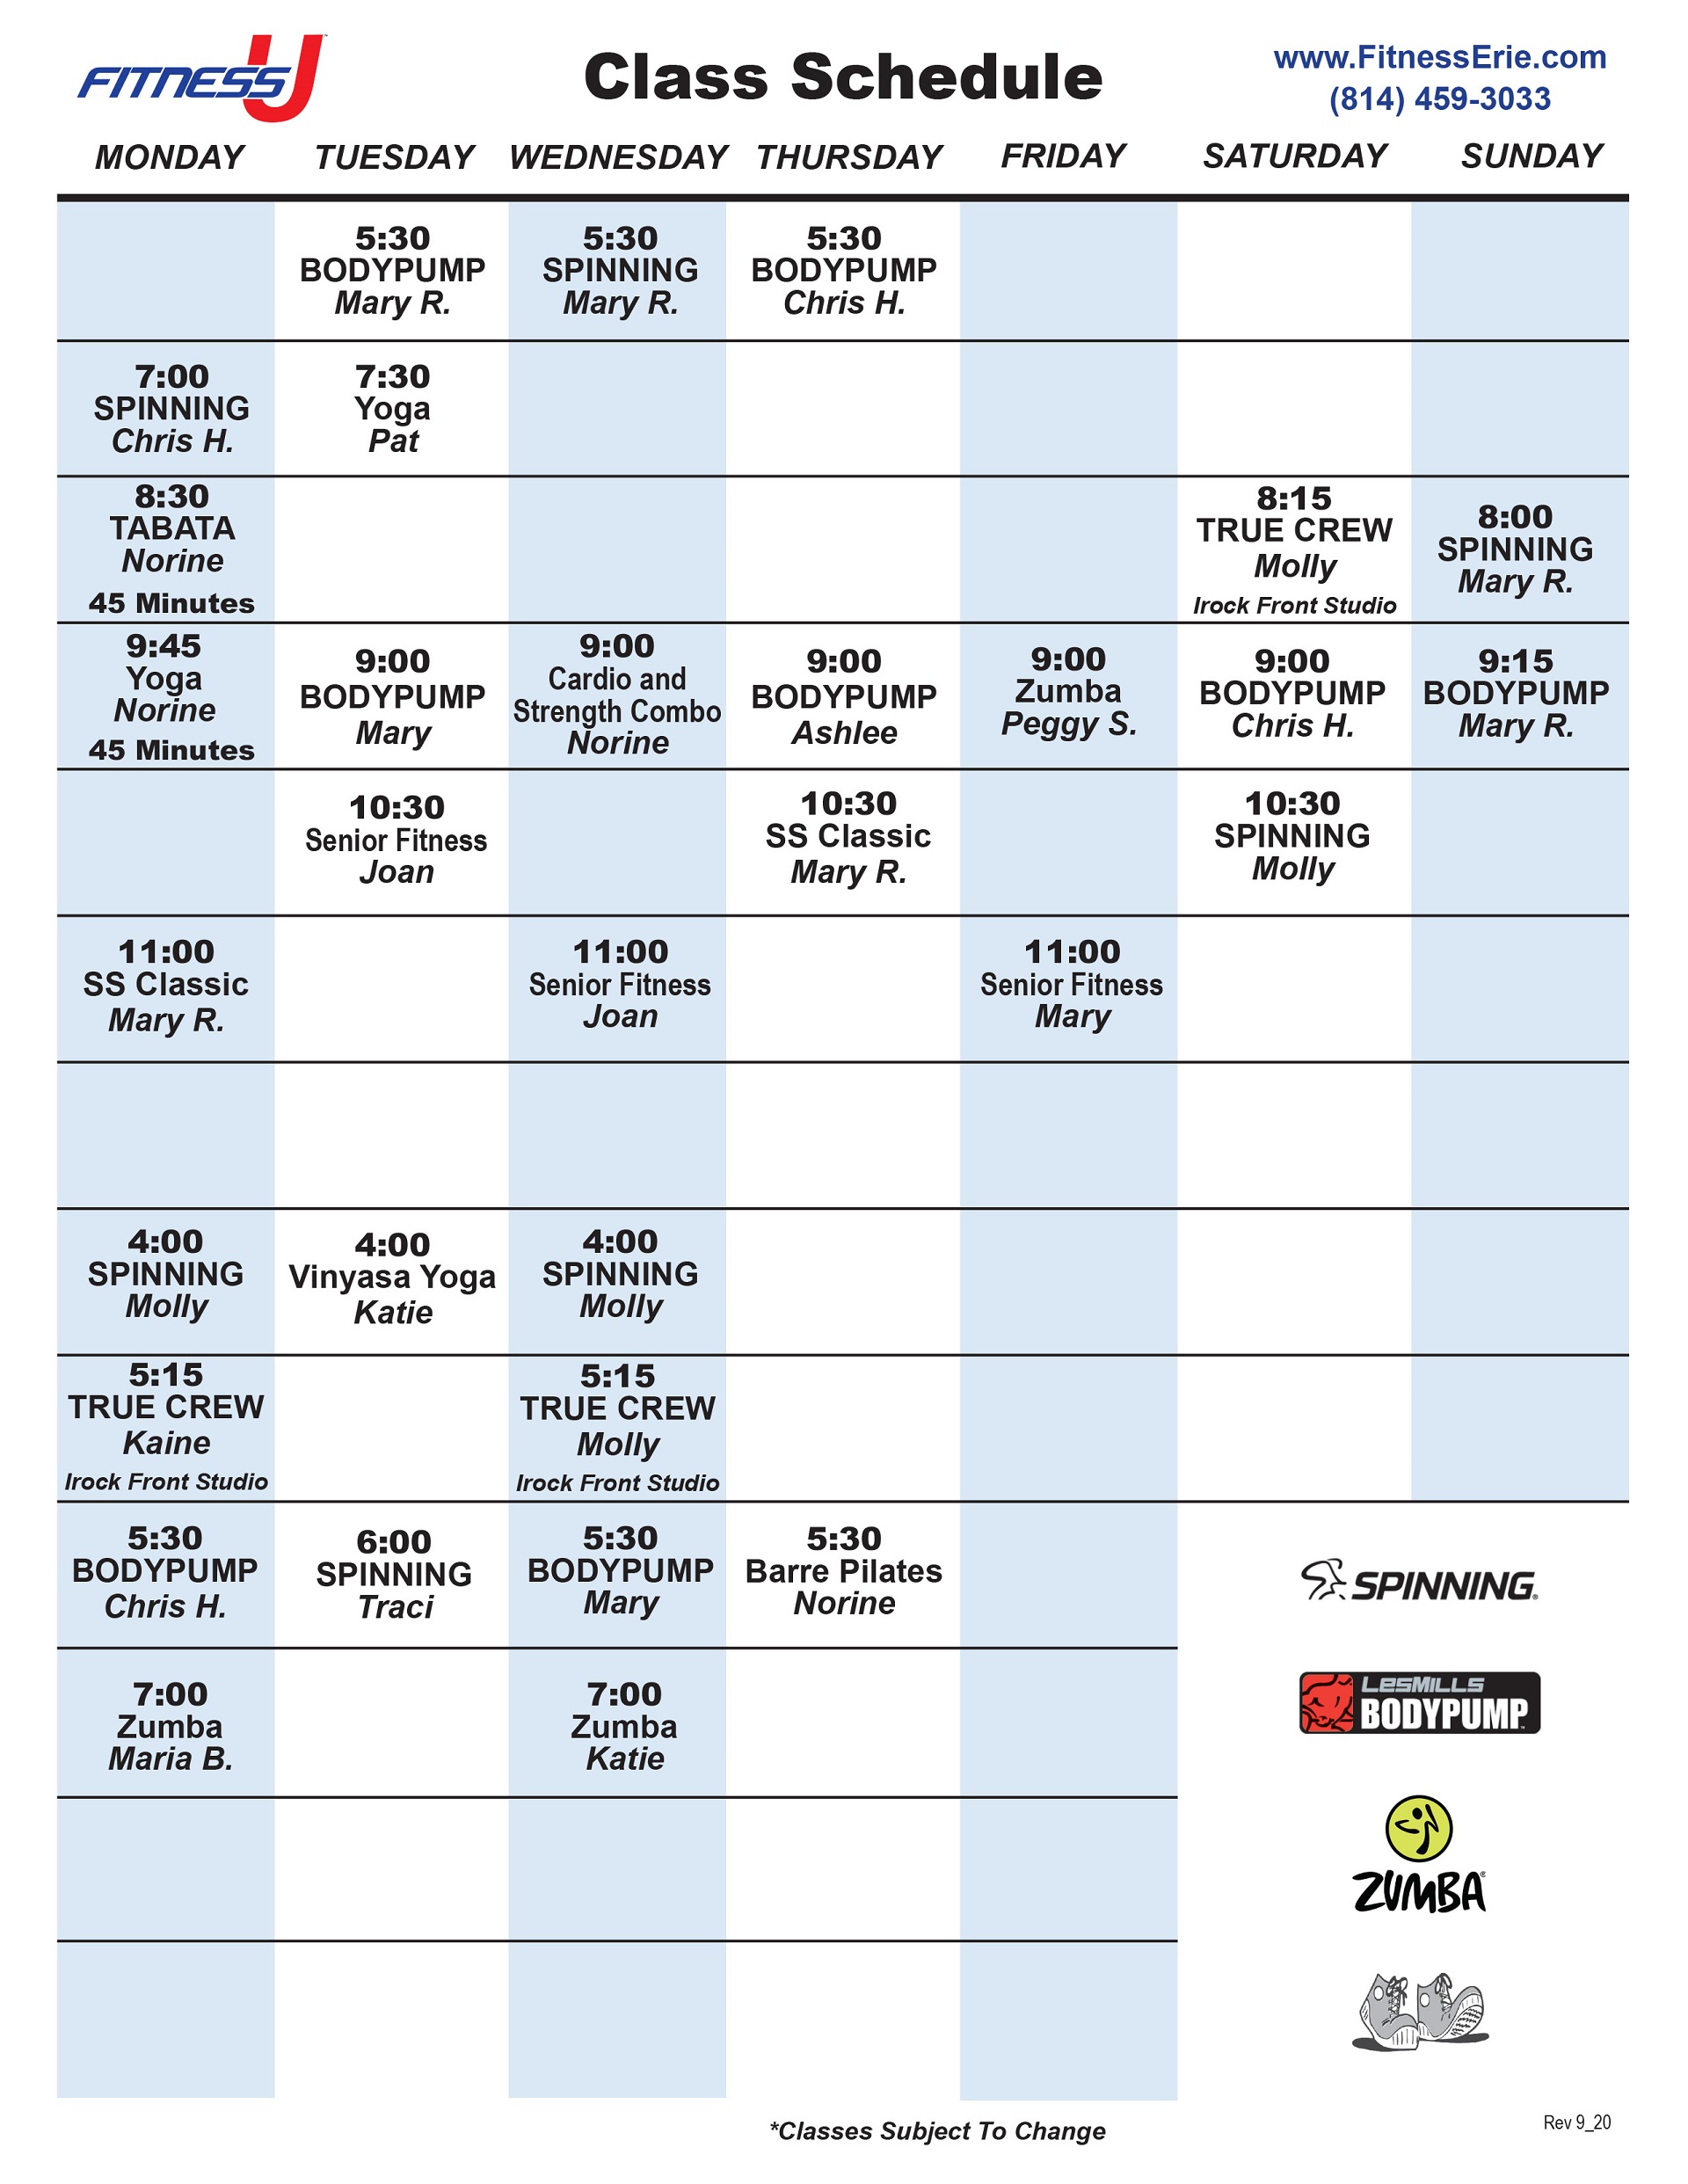 FITNESS U
Class Schedule
www.FitnessErie.com
(814) 459-3033
MONDAY TUESDAY WEDNESDAY THURSDAY FRIDAY SATURDAY SUNDAY
5:30
BODYPUMP
Mary R.
5:30
SPINNING
Mary R.
5:30
BODYPUMP
Chris H.
7:00
SPINNING
Chris H.
7:30
Yoga
Pat
8:30
TABATA
Norine
45 Minutes
8:15
TRUE CREW
Molly
Irock Front Studio
8:00
SPINNING
Mary R.
9:45
Yoga
Norine
45 Minutes
9:00
BODYPUMP
Mary
9:00
Cardio and
Strength Combo
Norine
9:00
BODYPUMP
Ashlee
9:00
Zumba
Peggy S.
9:00
BODYPUMP
Chris H.
9:15
BODYPUMP
Mary R.
10:30
Senior Fitness
Joan
10:30
SS Classic
Mary R.
10:30
SPINNING
Molly
11:00
SS Classic
Mary R.
11:00
Senior Fitness
Joan
11:00
Senior Fitness
Mary
4:00
SPINNING
Molly
4:00
Vinyasa Yoga
Katie
4:00
SPINNING
Molly
5:15
TRUE CREW
Kaine
Irock Front Studio
5:15
TRUE CREW
Molly
Irock Front Studio
5:30
BODYPUMP
Chris H.
6:00
SPINNING
Traci
5:30
BODYPUMP
Mary
5:30
Barre Pilates
Norine
SPINNING®
7:00
Zumba
Maria B.
7:00
Zumba
Katie
LESMILLS
BODYPUMP
ZUMBA®
*Classes Subject To Change
Rev 9_20